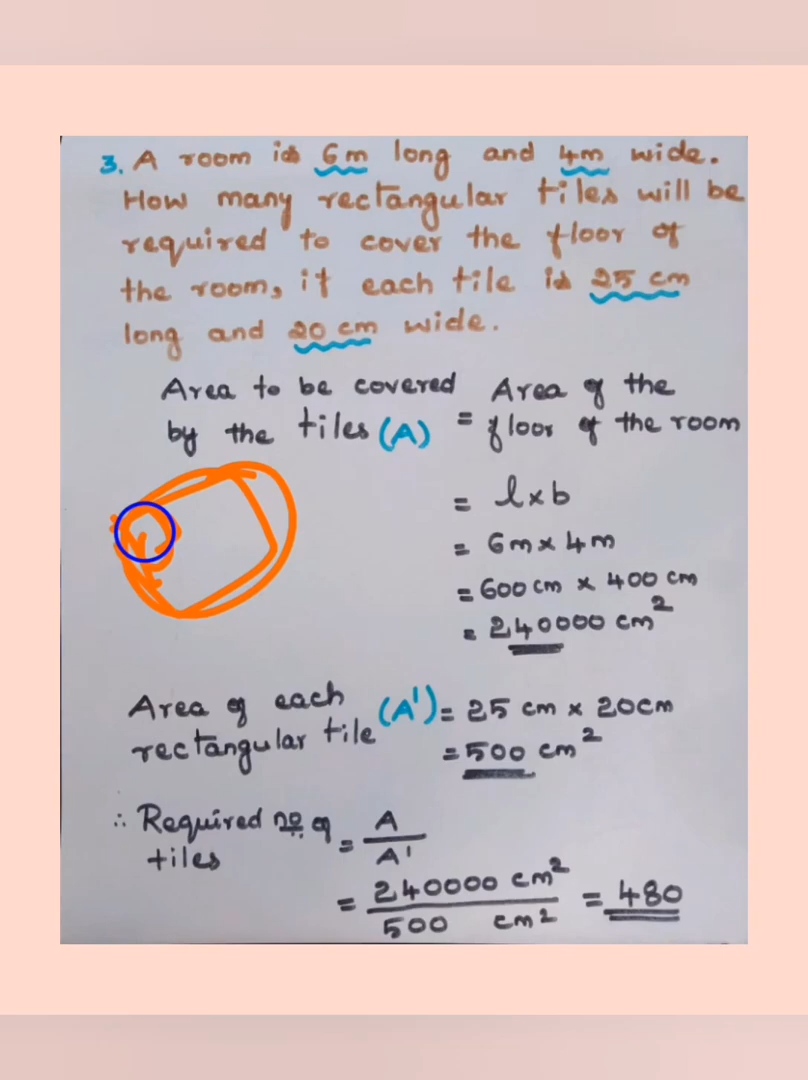 3. A room is 6m long and 4m wide.
How many rectangular tiles will be
required to cover the floor of
the room, if each tile is 25 cm
long and 20 cm wide.
Area to be covered by the tiles (A) = Area of the floor of the room
= l x b
= 6m x 4m
= 600 cm x 400 cm
= 240000 cm²
Area of each rectangular tile (A') = 25 cm x 20cm
= 500 cm²
∴ Required no of tiles = A / A'
= 240000 cm² / 500 cm² = 480